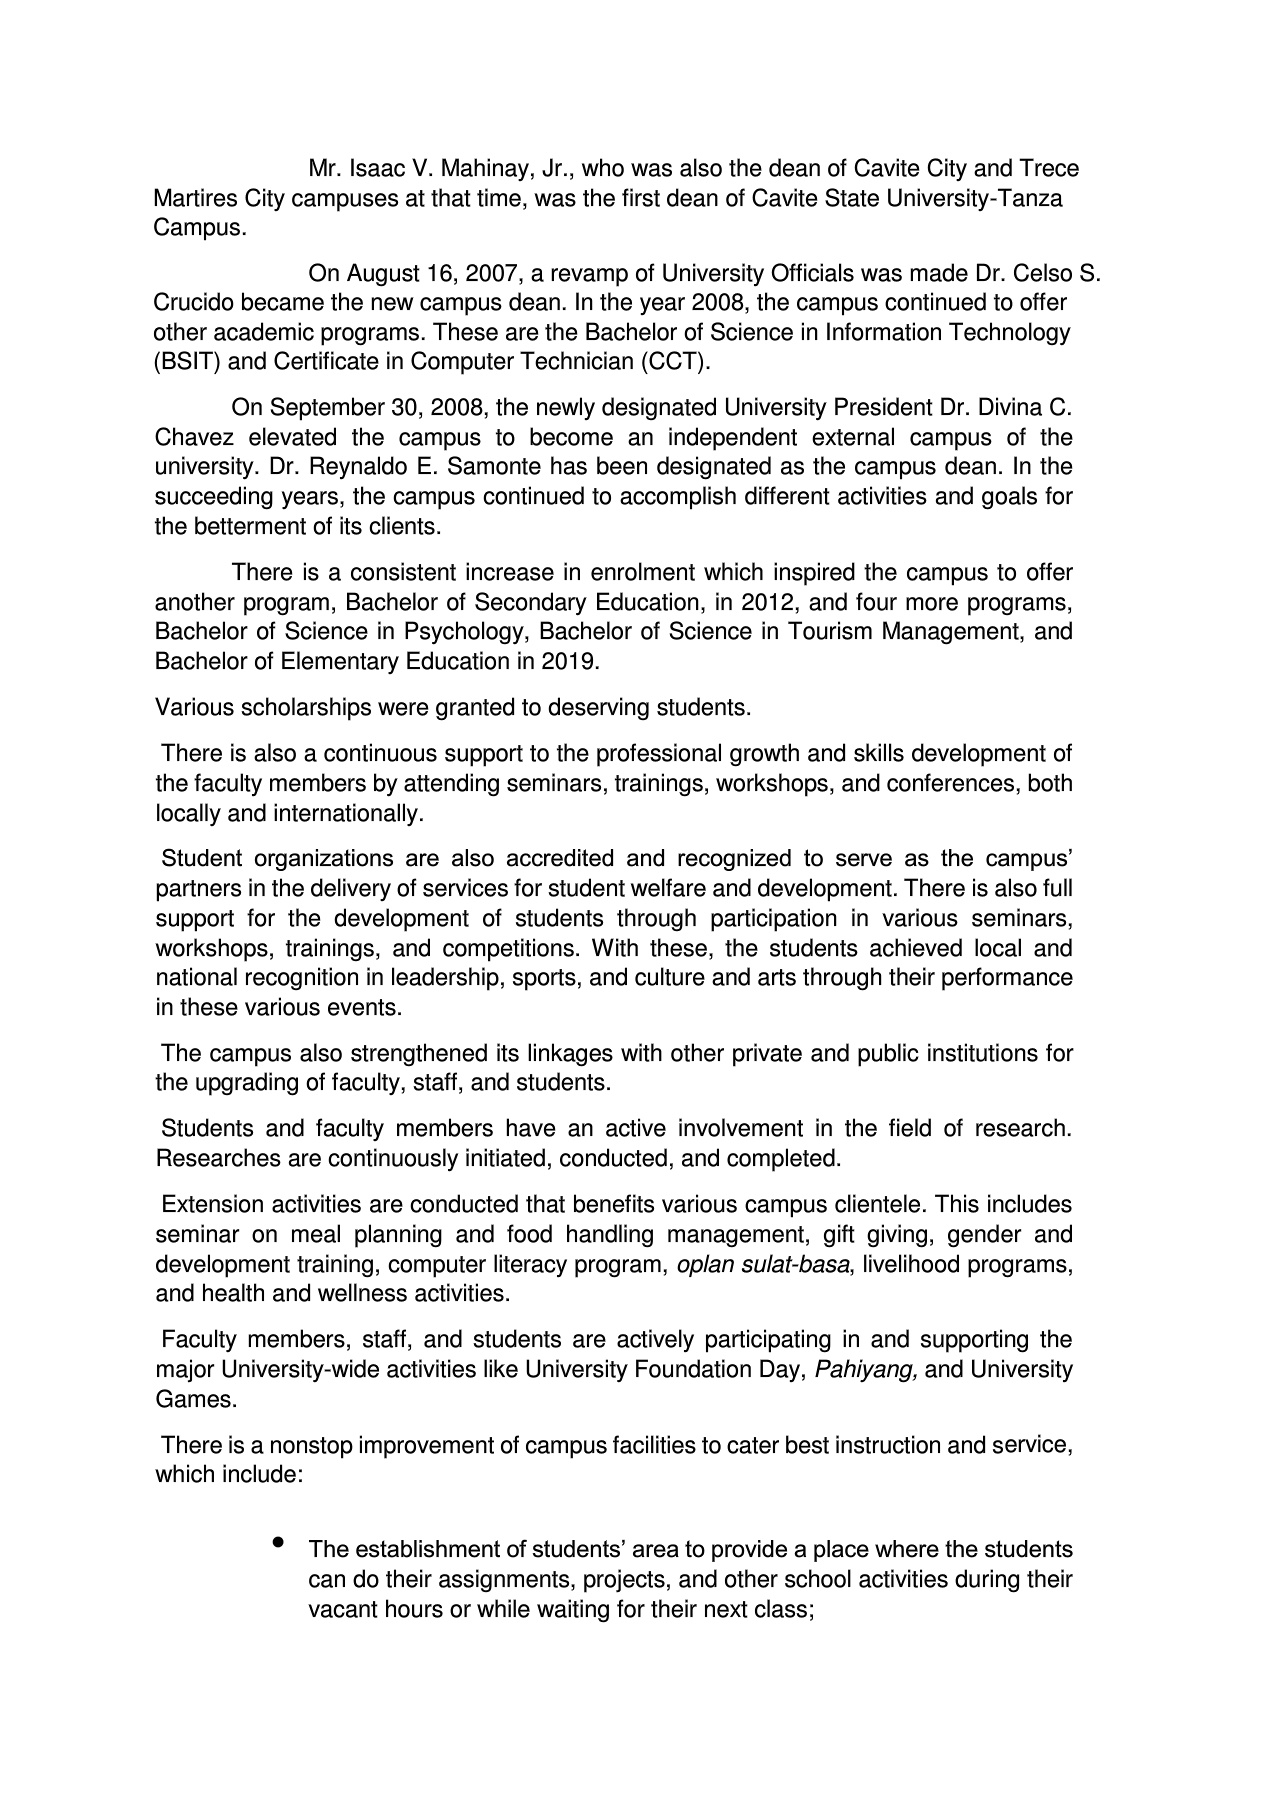 Mr. Isaac V. Mahinay, Jr., who was also the dean of Cavite City and Trece
Martires City campuses at that time, was the first dean of Cavite State University-Tanza
Campus.
On August 16, 2007, a revamp of University Officials was made Dr. Celso S.
Crucido became the new campus dean. In the year 2008, the campus continued to offer
other academic programs. These are the Bachelor of Science in Information Technology
(BSIT) and Certificate in Computer Technician (CCT).
On September 30, 2008, the newly designated University President Dr. Divina C.
Chavez elevated the campus to become an independent external campus of the
university. Dr. Reynaldo E. Samonte has been designated as the campus dean. In the
succeeding years, the campus continued to accomplish different activities and goals for
the betterment of its clients.
There is a consistent increase in enrolment which inspired the campus to offer
another program, Bachelor of Secondary Education, in 2012, and four more programs,
Bachelor of Science in Psychology, Bachelor of Science in Tourism Management, and
Bachelor of Elementary Education in 2019.
Various scholarships were granted to deserving students.
There is also a continuous support to the professional growth and skills development of
the faculty members by attending seminars, trainings, workshops, and conferences, both
locally and internationally.
Student organizations are also accredited and recognized to serve as the campus’
partners in the delivery of services for student welfare and development. There is also full
support for the development of students through participation in various seminars,
workshops, trainings, and competitions. With these, the students achieved local and
national recognition in leadership, sports, and culture and arts through their performance
in these various events.
The campus also strengthened its linkages with other private and public institutions for
the upgrading of faculty, staff, and students.
Students and faculty members have an active involvement in the field of research.
Researches are continuously initiated, conducted, and completed.
Extension activities are conducted that benefits various campus clientele. This includes
seminar on meal planning and food handling management, gift giving, gender and
development training, computer literacy program, oplan sulat-basa, livelihood programs,
and health and wellness activities.
Faculty members, staff, and students are actively participating in and supporting the
major University-wide activities like University Foundation Day, Pahiyang, and University
Games.
There is a nonstop improvement of campus facilities to cater best instruction and service,
which include:
• The establishment of students’ area to provide a place where the students
can do their assignments, projects, and other school activities during their
vacant hours or while waiting for their next class;